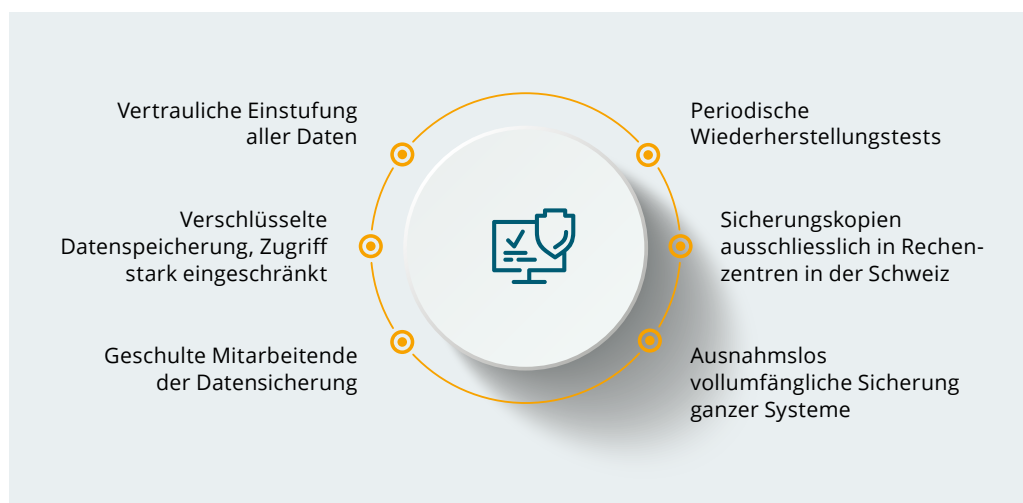 Vertrauliche Einstufung
aller Daten
Verschlüsselte
Datenspeicherung, Zugriff
stark eingeschränkt
Geschulte Mitarbeitende
der Datensicherung
Periodische
Wiederherstellungstests
Sicherungskopien
ausschliesslich in Rechen-
zentren in der Schweiz
Ausnahmslos
vollumfängliche Sicherung
ganzer Systeme